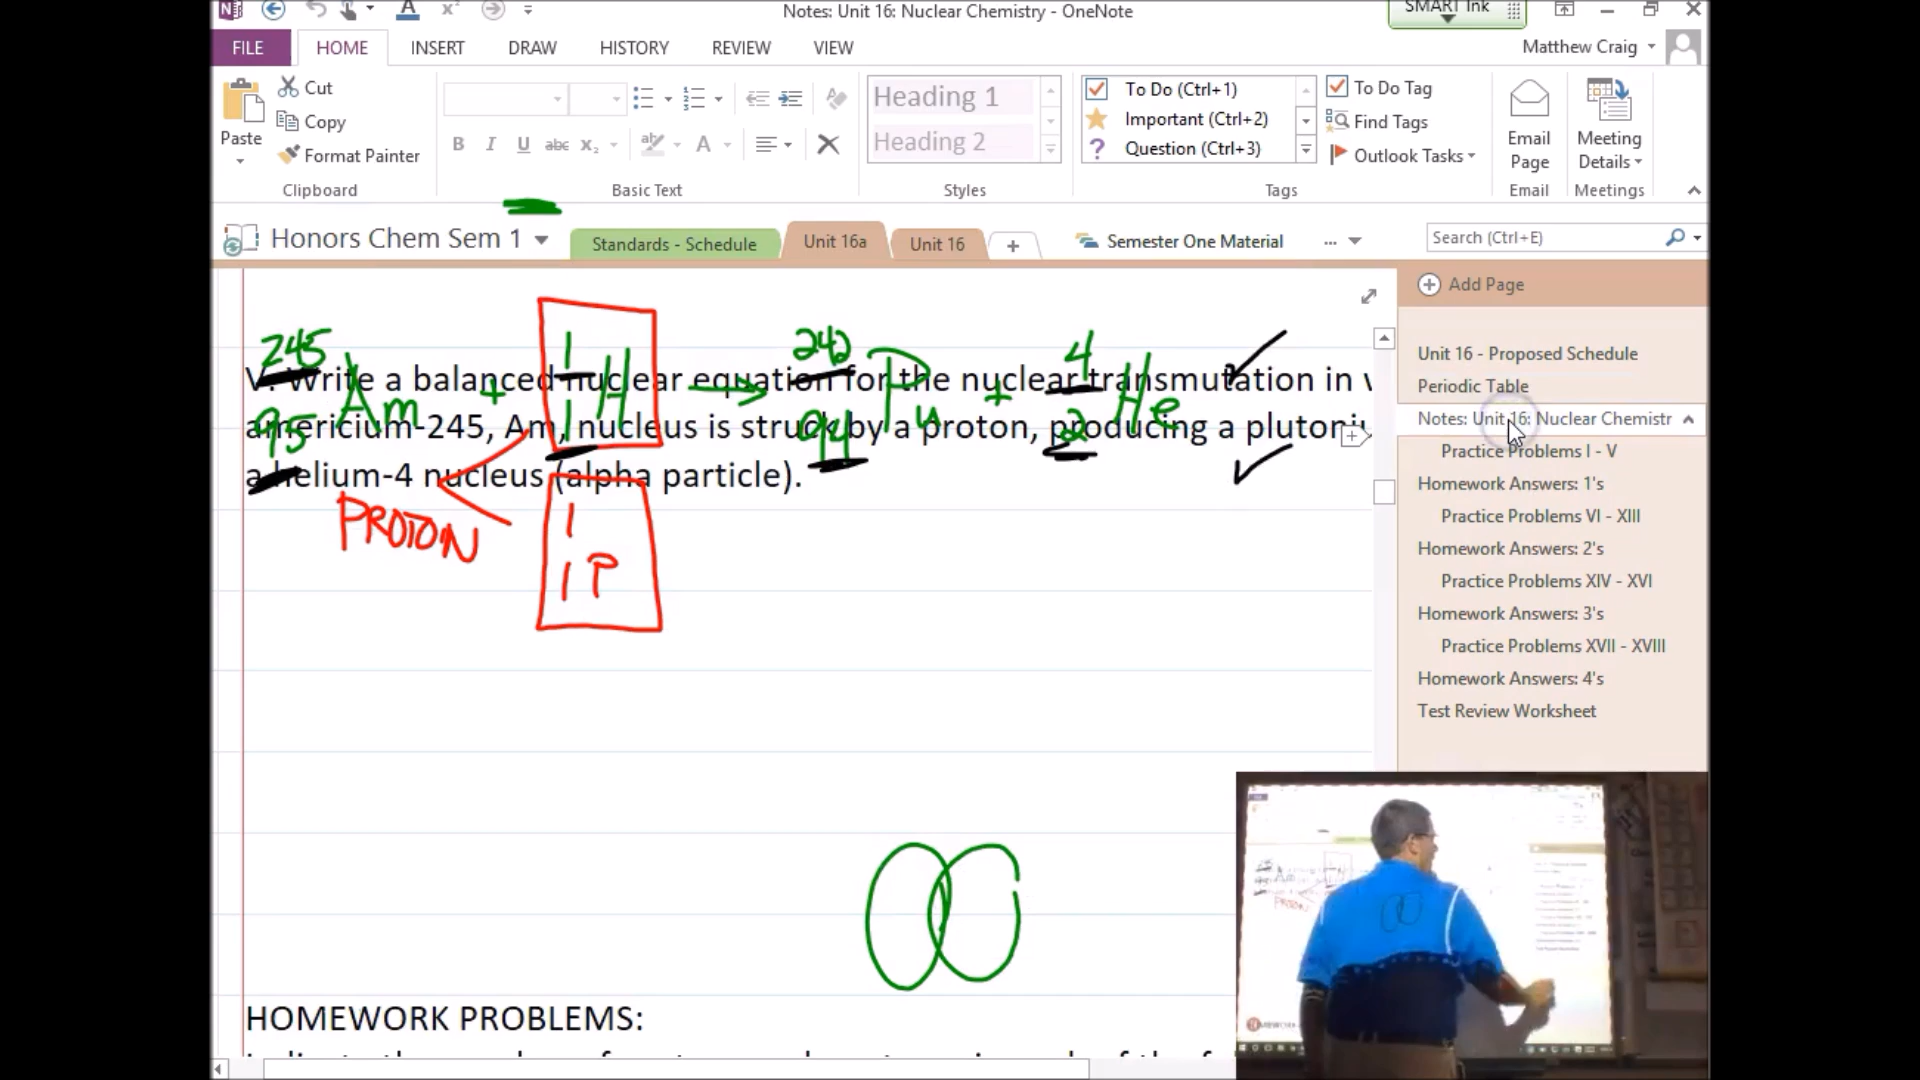 Notes: Unit 16: Nuclear Chemistry - OneNote
SMART Ink
FILE HOME INSERT DRAW HISTORY REVIEW VIEW
Matthew Craig
Paste
Cut
Copy
Format Painter
Clipboard
Basic Text
Heading 1
Heading 2
Styles
To Do (Ctrl+1)
Important (Ctrl+2)
Question (Ctrl+3)
To Do Tag
Find Tags
Outlook Tasks
Tags
Email
Page
Email
Meeting
Details
Meetings
Honors Chem Sem 1
Standards - Schedule
Unit 16a
Unit 16
Semester One Material
Search (Ctrl+E)
245 1 242 4
Am + H → Pu + He
95 1 94 2
V. Write a balanced nuclear equation for the nuclear transmutation in
americium-245, Am, nucleus is struck by a proton, producing a
a helium-4 nucleus (alpha particle).
PROTON
1
1 P
HOMEWORK PROBLEMS:
Add Page
Unit 16 - Proposed Schedule
Periodic Table
Notes: Unit 16: Nuclear Chemistr
Practice Problems I - V
Homework Answers: 1's
Practice Problems VI - XIII
Homework Answers: 2's
Practice Problems XIV - XVI
Homework Answers: 3's
Practice Problems XVII - XVIII
Homework Answers: 4's
Test Review Worksheet